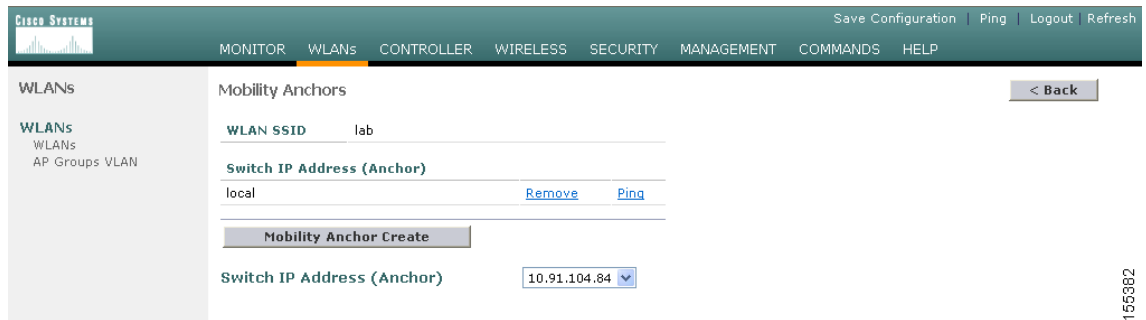 CISCO SYSTEMS
Save Configuration | Ping | Logout | Refresh
MONITOR WLANs CONTROLLER WIRELESS SECURITY MANAGEMENT COMMANDS HELP
WLANs
WLANs
WLANs
AP Groups VLAN
Mobility Anchors
< Back
WLAN SSID lab
Switch IP Address (Anchor)
local Remove Ping
Mobility Anchor Create
Switch IP Address (Anchor) 10.91.104.84
155382